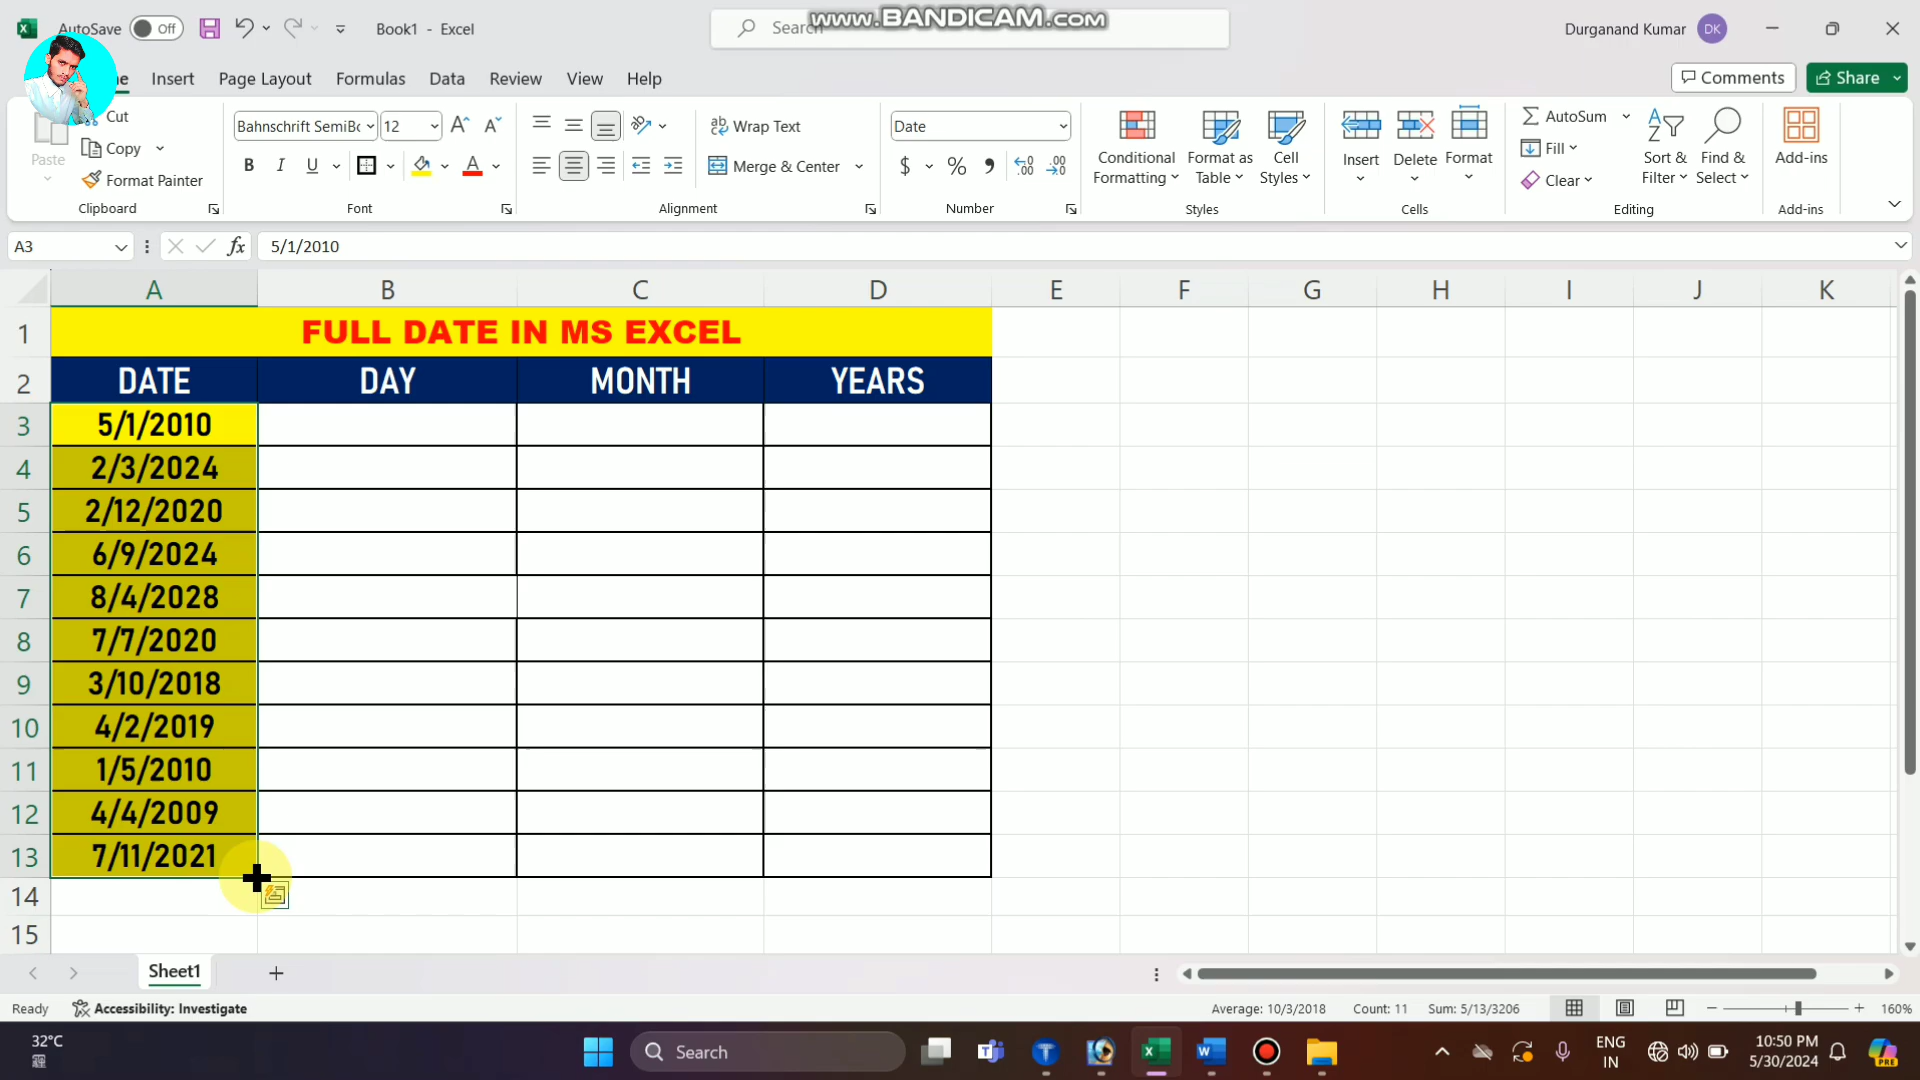 AutoSave Off Book1 - Excel Search www.BANDICAM.com Durganand Kumar DK
Insert Page Layout Formulas Data Review View Help Comments Share
Paste Cut Copy Format Painter Clipboard
Bahnschrift SemiBc 12 B I U A Font
ab Wrap Text Merge & Center Alignment
Date $ % Number
Conditional Formatting Format as Table Cell Styles Styles
Insert Delete Format Cells
AutoSum Fill Clear Sort & Filter Find & Select Editing
Add-ins Add-ins
A3 fx 5/1/2010
A B C D E F G H I J K
1 FULL DATE IN MS EXCEL
2 DATE DAY MONTH YEARS
3 5/1/2010
4 2/3/2024
5 2/12/2020
6 6/9/2024
7 8/4/2028
8 7/7/2020
9 3/10/2018
10 4/2/2019
11 1/5/2010
12 4/4/2009
13 7/11/2021
14
15
Sheet1
Ready Accessibility: Investigate Average: 10/3/2018 Count: 11 Sum: 5/13/3206 160%
32°C Search ENG IN 10:50 PM 5/30/2024